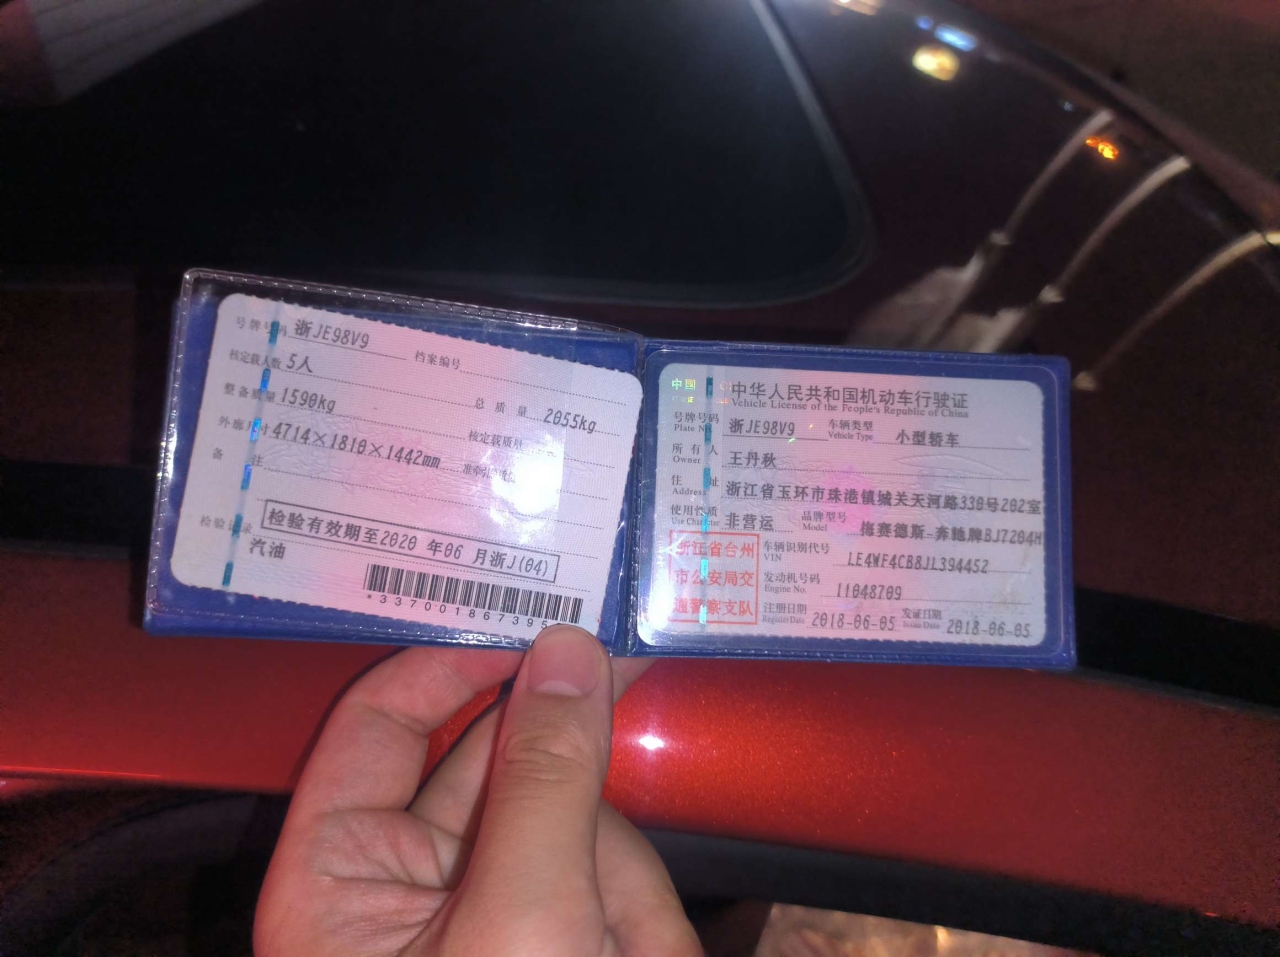 号牌号码 浙JE98V9 档案编号
核定载人数 5人
整备质量 1590kg 总质量 2055kg
外廓尺寸 4714×1810×1442mm 核定载质量
备注 准牵引总质量
检验记录 检验有效期至2020 年06 月浙J(04)
汽油
*337001867395
中国
中华人民共和国机动车行驶证
Vehicle License of the People's Republic of China
号牌号码 浙JE98V9 车辆类型 小型轿车
Plate No. Vehicle Type
所有人 王丹秋
Owner
住址 浙江省玉环市珠港镇城关天河路330号202室
Address
使用性质 非营运 品牌型号 梅赛德斯-奔驰牌BJ7204H
Use Character Model
浙江省台州
市公安局交
通警察支队
车辆识别代号 LE4WF4CB8JL394452
VIN
发动机号码 11048709
Engine No.
注册日期 2018-06-05 发证日期 2018-06-05
Register Date Issue Date